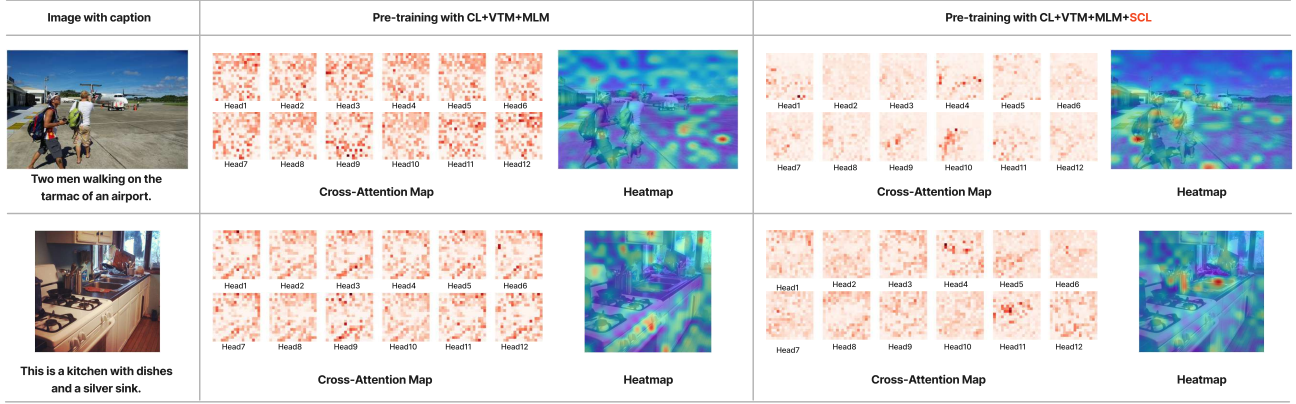 Image with caption
Pre-training with CL+VTM+MLM
Pre-training with CL+VTM+MLM+SCL
Head1 Head2 Head3 Head4 Head5 Head6
Head7 Head8 Head9 Head10 Head11 Head12
Cross-Attention Map
Heatmap
Head1 Head2 Head3 Head4 Head5 Head6
Head7 Head8 Head9 Head10 Head11 Head12
Cross-Attention Map
Heatmap
Two men walking on the
tarmac of an airport.
Head1 Head2 Head3 Head4 Head5 Head6
Head7 Head8 Head9 Head10 Head11 Head12
Cross-Attention Map
Heatmap
Head1 Head2 Head3 Head4 Head5 Head6
Head7 Head8 Head9 Head10 Head11 Head12
Cross-Attention Map
Heatmap
This is a kitchen with dishes
and a silver sink.